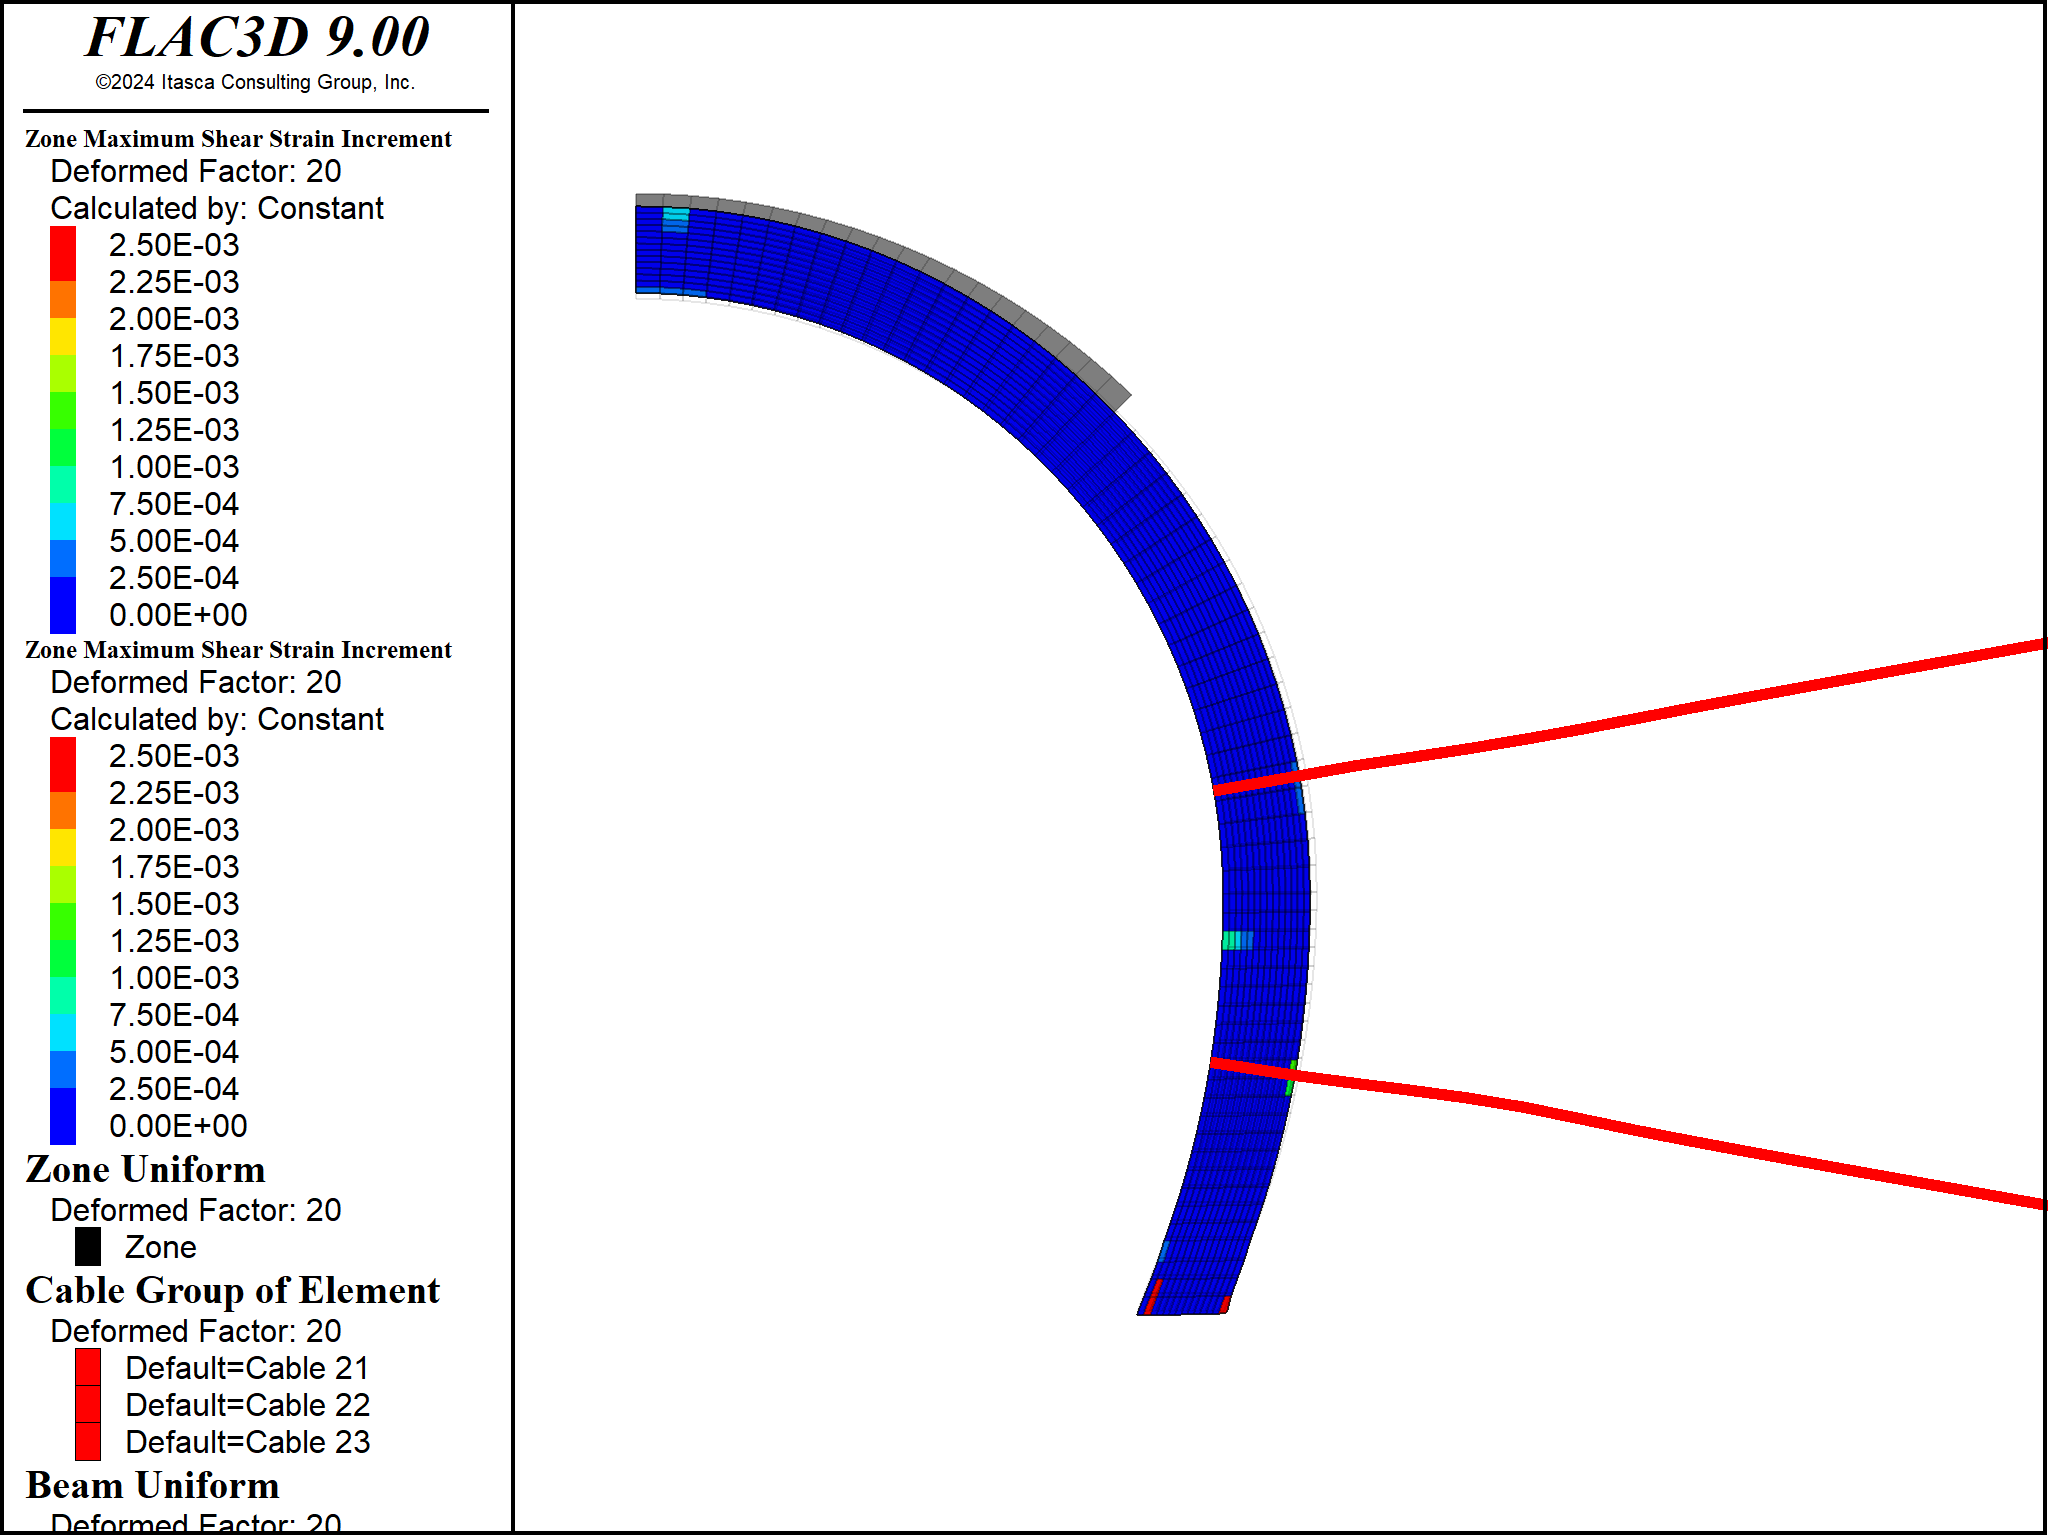 FLAC3D 9.00
©2024 Itasca Consulting Group, Inc.
Zone Maximum Shear Strain Increment
Deformed Factor: 20
Calculated by: Constant
2.50E-03
2.25E-03
2.00E-03
1.75E-03
1.50E-03
1.25E-03
1.00E-03
7.50E-04
5.00E-04
2.50E-04
0.00E+00
Zone Maximum Shear Strain Increment
Deformed Factor: 20
Calculated by: Constant
2.50E-03
2.25E-03
2.00E-03
1.75E-03
1.50E-03
1.25E-03
1.00E-03
7.50E-04
5.00E-04
2.50E-04
0.00E+00
Zone Uniform
Deformed Factor: 20
Zone
Cable Group of Element
Deformed Factor: 20
Default=Cable 21
Default=Cable 22
Default=Cable 23
Beam Uniform
Deformed Factor: 20